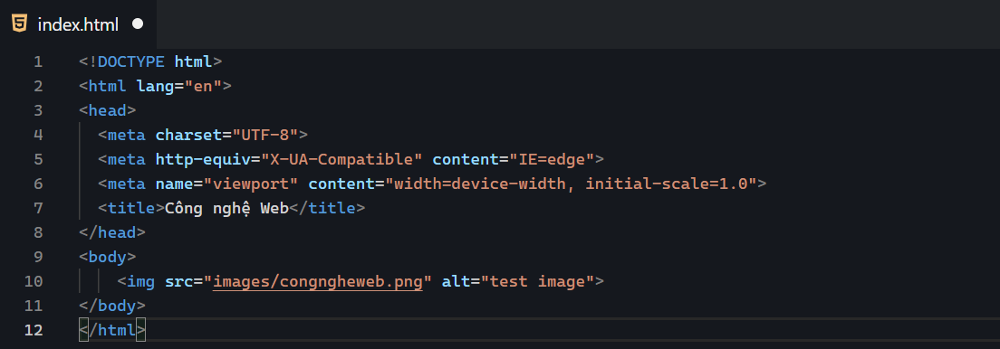 index.html
1 <!DOCTYPE html>
2 <html lang="en">
3 <head>
4 <meta charset="UTF-8">
5 <meta http-equiv="X-UA-Compatible" content="IE=edge">
6 <meta name="viewport" content="width=device-width, initial-scale=1.0">
7 <title>Công nghệ Web</title>
8 </head>
9 <body>
10 <img src="images/congngheweb.png" alt="test image">
11 </body>
12 </html>